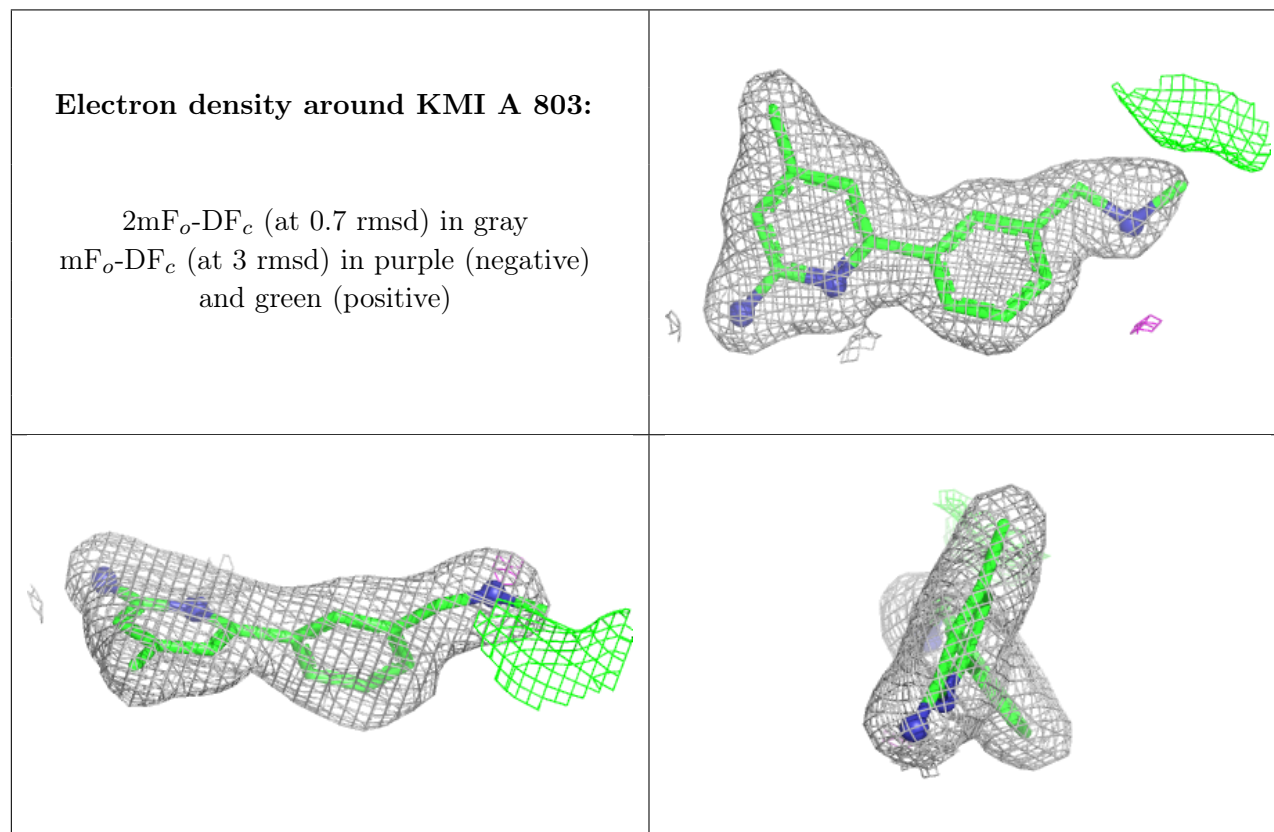 Electron density around KMI A 803:
2mFo-DFc (at 0.7 rmsd) in gray
mFo-DFc (at 3 rmsd) in purple (negative)
and green (positive)